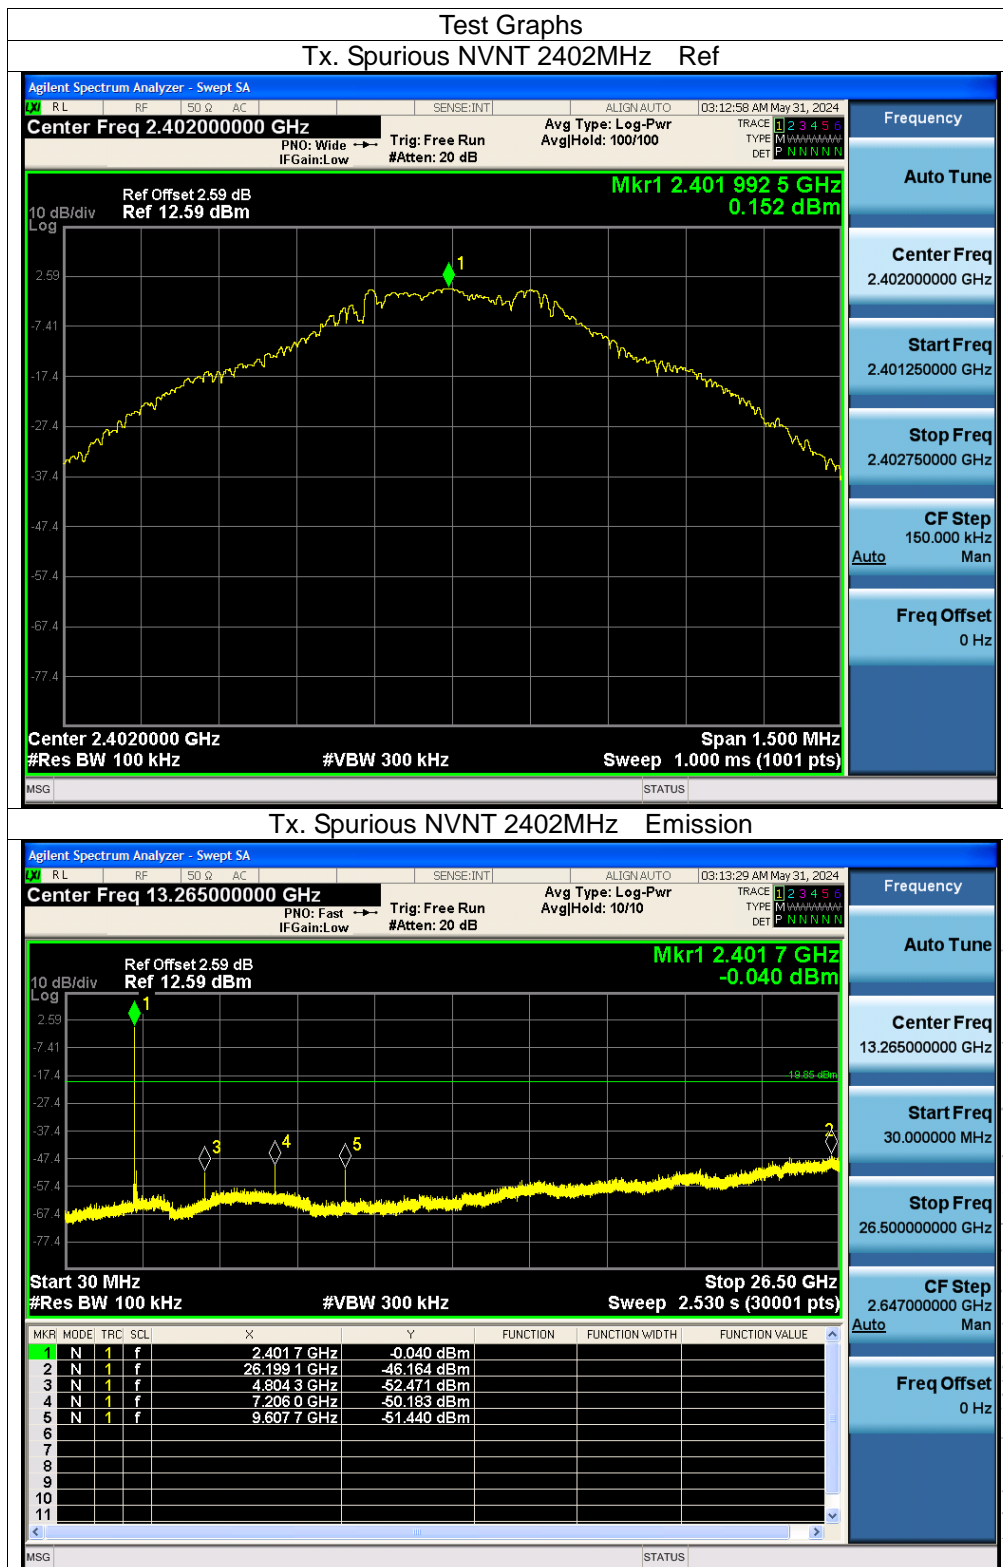 Test Graphs
Tx. Spurious NVNT 2402MHz Ref
Agilent Spectrum Analyzer - Swept SA
LXI RL RF 50 Ω AC SENSE:INT ALIGN AUTO 03:12:58 AM May 31, 2024
Center Freq 2.402000000 GHz
PNO: Wide
IFGain:Low
Trig: Free Run
#Atten: 20 dB
Avg Type: Log-Pwr
Avg|Hold: 100/100
TRACE 1 2 3 4 5 6
TYPE M WWWWW
DET P N N N N N
Ref Offset 2.59 dB
Ref 12.59 dBm
10 dB/div
Log
Mkr1 2.401 992 5 GHz
0.152 dBm
1
2.59
-7.41
-17.4
-27.4
-37.4
-47.4
-57.4
-67.4
-77.4
Center 2.4020000 GHz
Span 1.500 MHz
#Res BW 100 kHz
#VBW 300 kHz
Sweep 1.000 ms (1001 pts)
MSG
STATUS
Frequency
Auto Tune
Center Freq
2.402000000 GHz
Start Freq
2.401250000 GHz
Stop Freq
2.402750000 GHz
CF Step
150.000 kHz
Auto Man
Freq Offset
0 Hz
Tx. Spurious NVNT 2402MHz Emission
Agilent Spectrum Analyzer - Swept SA
LXI RL RF 50 Ω AC SENSE:INT ALIGN AUTO 03:13:29 AM May 31, 2024
Center Freq 13.265000000 GHz
PNO: Fast
IFGain:Low
Trig: Free Run
#Atten: 20 dB
Avg Type: Log-Pwr
Avg|Hold: 10/10
TRACE 1 2 3 4 5 6
TYPE M WWWWW
DET P N N N N N
Ref Offset 2.59 dB
Ref 12.59 dBm
10 dB/div
Log
Mkr1 2.401 7 GHz
-0.040 dBm
1
2.59
-7.41
-17.4
-19.85 dBm
-27.4
-37.4
2
3
4
5
-47.4
-57.4
-67.4
-77.4
Start 30 MHz
Stop 26.50 GHz
#Res BW 100 kHz
#VBW 300 kHz
Sweep 2.530 s (30001 pts)
MKR MODE TRC SCL X Y FUNCTION FUNCTION WIDTH FUNCTION VALUE
1 N 1 f 2.401 7 GHz -0.040 dBm
2 N 1 f 26.199 1 GHz -46.164 dBm
3 N 1 f 4.804 3 GHz -52.471 dBm
4 N 1 f 7.206 0 GHz -50.183 dBm
5 N 1 f 9.607 7 GHz -51.440 dBm
6
7
8
9
10
11
MSG
STATUS
Frequency
Auto Tune
Center Freq
13.265000000 GHz
Start Freq
30.000000 MHz
Stop Freq
26.500000000 GHz
CF Step
2.647000000 GHz
Auto Man
Freq Offset
0 Hz